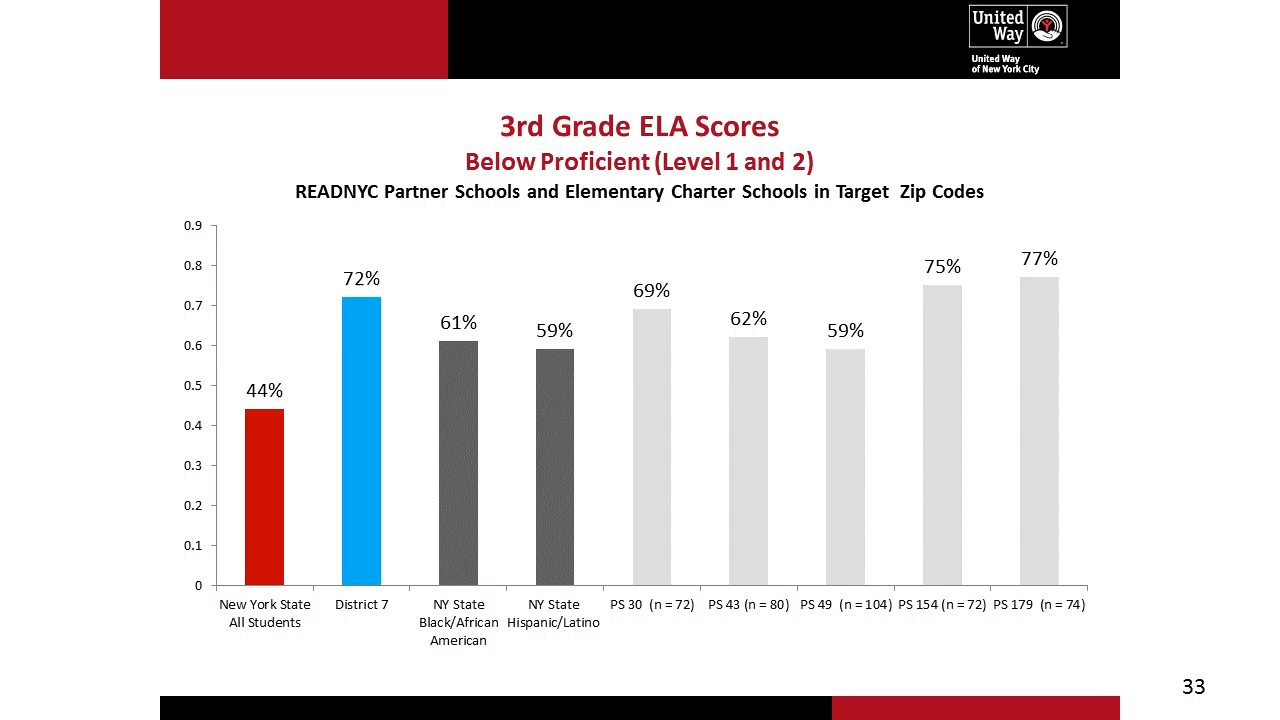 United
Way
United Way
of New York City
3rd Grade ELA Scores
Below Proficient (Level 1 and 2)
READNYC Partner Schools and Elementary Charter Schools in Target Zip Codes
0.9
0.8
0.7
0.6
0.5
0.4
0.3
0.2
0.1
0
44%
72%
61%
59%
69%
62%
59%
75%
77%
New York State
All Students
District 7
NY State
Black/African
American
NY State
Hispanic/Latino
PS 30 (n = 72)
PS 43 (n = 80)
PS 49 (n = 104)
PS 154 (n = 72)
PS 179 (n = 74)
33